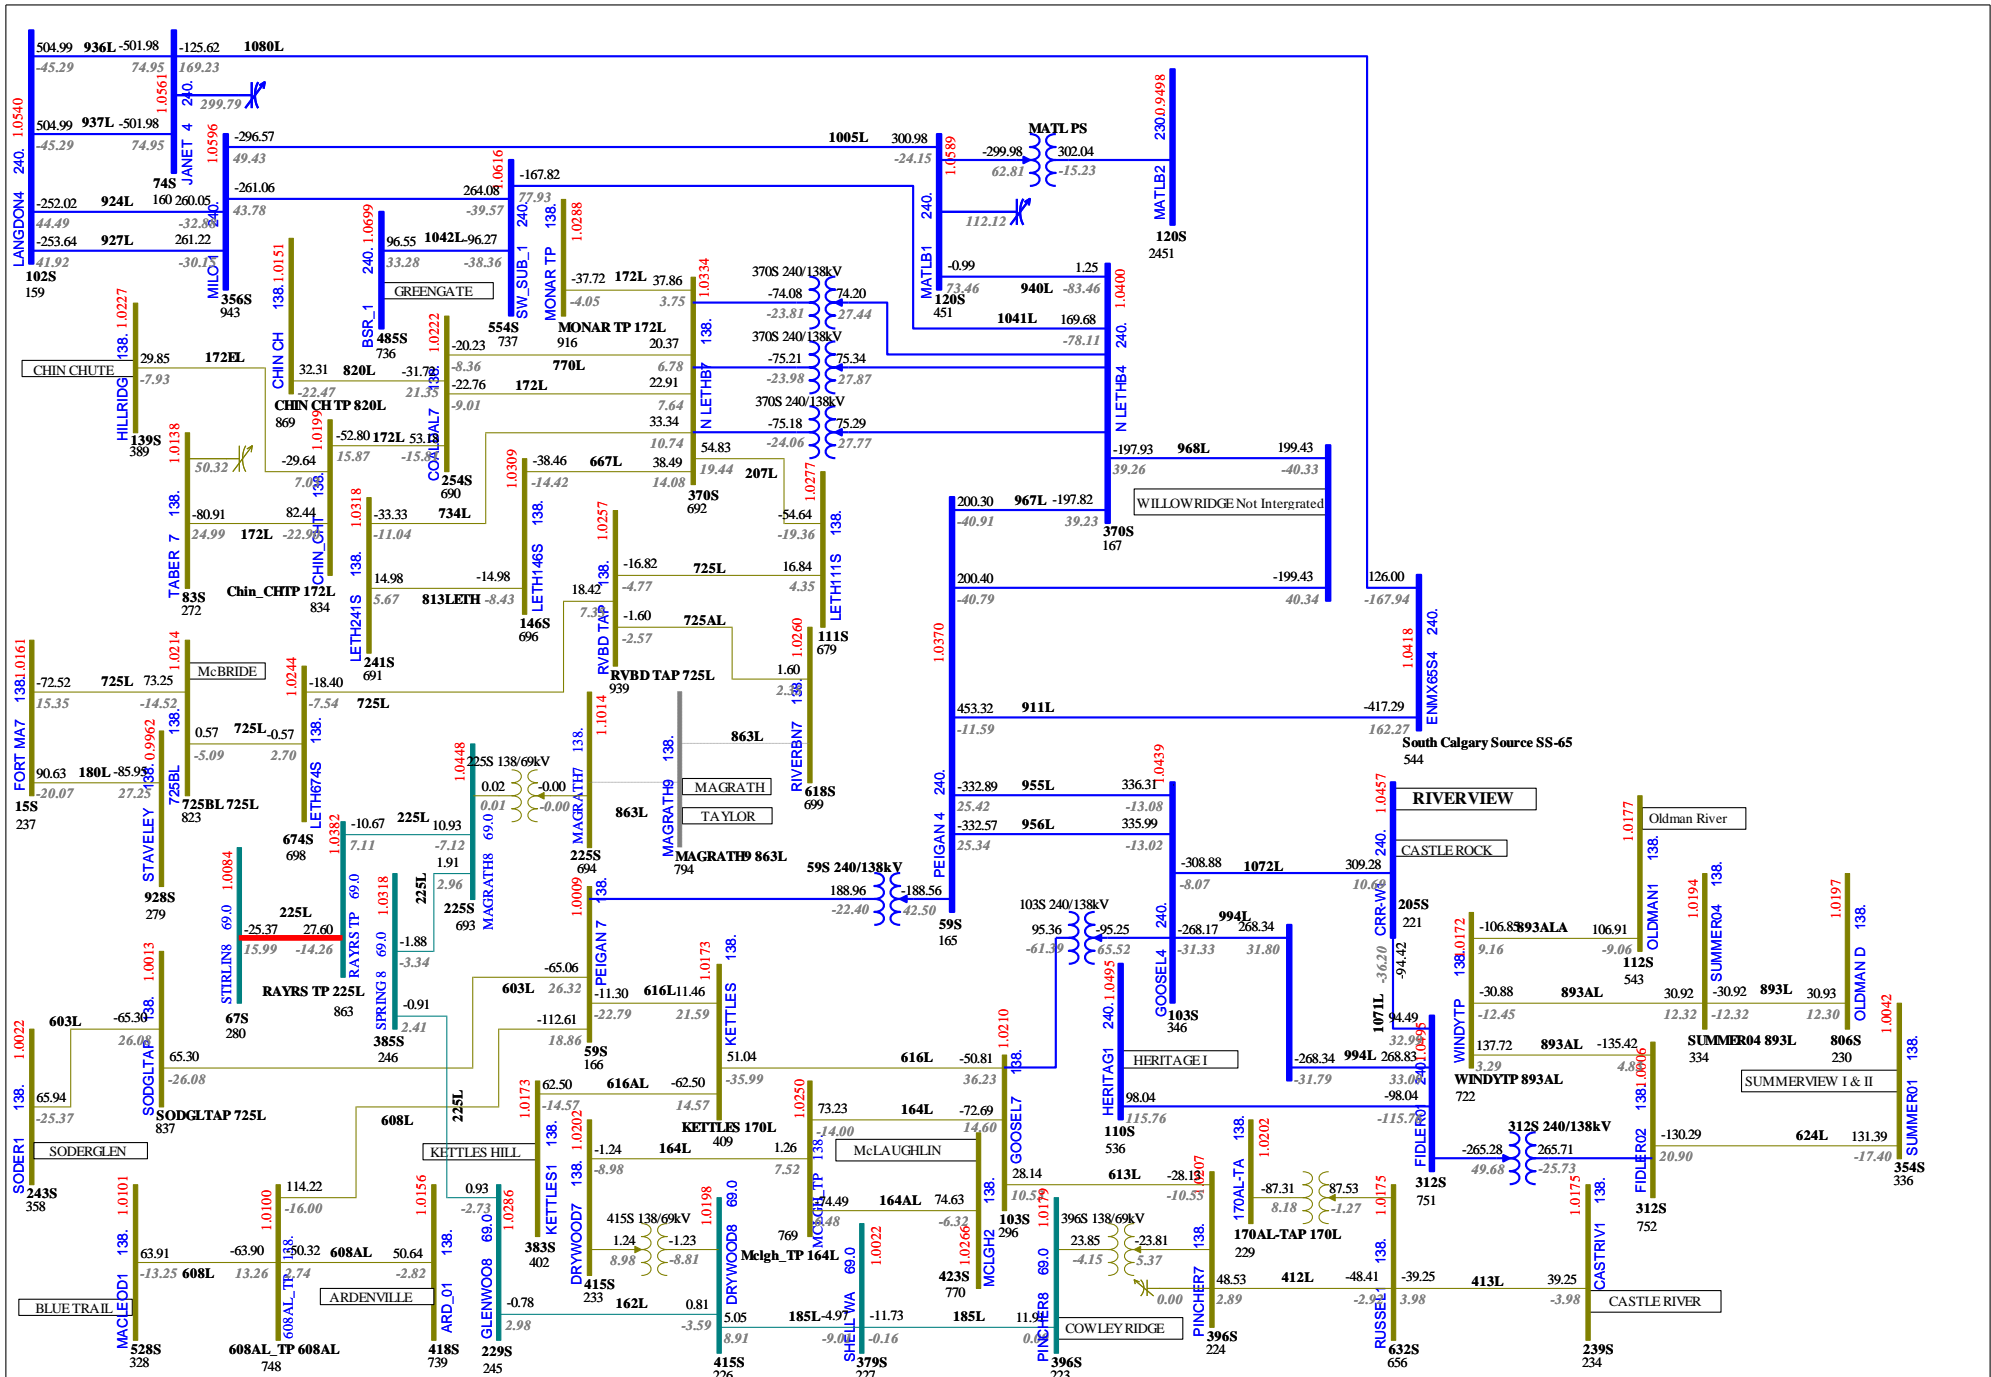 504.99 936L -501.98
-45.29 74.95
-125.62 1080L
169.23
299.79
504.99 937L -501.98
-45.29 74.95
LANGDON4 240. 1.0540
102S
159
JANET 4 240. 1.0561
74S
160
-252.02 924L 260.05
44.49
-253.64 927L 261.22
41.92
MILO 1 240. 1.0596
356S
943
-296.57 1005L 300.98
49.43 -24.15
-261.06 264.08
43.78 -39.57
SW_SUB_1 240. 1.0616
554S
737
-167.82
77.93
BSR_1 240. 1.0699
485S
736
96.55 1042L -96.27
33.28 -38.36
GREENGATE
MONAR TP 138. 1.0288
MONAR TP 172L
916
-37.72 172L 37.86
-4.05 3.75
MATLB1 240. 1.0589
120S
451
-299.98 MATL PS 302.04
62.81 -15.23
112.12
MATLB2 230. 0.9498
120S
2451
-0.99 1.25
73.46 940L -83.46
1041L 169.68
-78.11
N LETHB4 240. 1.0400
370S
167
370S 240/138kV
-74.08 74.20
-23.81 27.44
370S 240/138kV
-75.21 75.34
-23.98 27.87
370S 240/138kV
-75.18 75.29
-24.06 27.77
N LETHB7 138. 1.0334
370S
692
HILLRIDG 138. 1.0227
139S
389
CHIN CHUTE
29.85 172EL
-7.93
-29.64
CHIN CH 138. 1.0151
CHIN CH TP 820L
869
32.31 820L
-22.47 21.35
COALDAL7 138. 1.0222
254S
690
-20.23 20.37
-8.36 770L 6.78
-22.76 172L 22.91
-9.01 7.64
33.34
10.74
-52.80 172L
15.87
CHIN_CHT 138. 1.0199
Chin_CHTP 172L
834
TABER 7 138. 1.0138
83S
272
50.32
-80.91 82.44
24.99 172L
LETH241S 138. 1.0318
241S
691
-33.33 734L
-11.04
14.98 -14.98
5.67 813LETH -8.43
LETH146S 138. 1.0309
146S
696
-38.46 667L 38.49
-14.42 14.08
54.83
19.44 207L
-54.64
-19.36
LETH111S 138. 1.0277
111S
679
RVBD TAP 138. 1.0257
RVBD TAP 725L
939
-16.82 725L 16.84
-4.77 4.35
18.42
-1.60 725AL 1.60
-2.57
RIVERBN7 138. 1.0260
618S
699
-197.93 968L 199.43
39.26 -40.33
WILLOWRIDGE Not Intergrated
200.30 967L -197.82
-40.91 39.23
200.40 -199.43
-40.79 40.34
PEIGAN 4 240. 1.0370
59S
165
126.00
-167.94
ENMX65S4 240. 1.0418
South Calgary Source SS-65
544
453.32 911L -417.29
-11.59 162.27
FORT MA7 138. 1.0161
15S
237
-72.52 725L 73.25
15.35 -14.52
McBRIDE
725BL 138. 1.0214
725BL 725L
823
0.57 725L -0.57
-5.09 2.70
LETH674S 138. 1.0244
674S
698
-18.40
-7.54 725L
90.63 180L -85.95
-20.07 27.25
STAVELEY 138. 0.9962
928S
279
MAGRATH8 69.0 1.0448
225S
693
225S 138/69kV
0.02 -0.00
0.01 -0.00
MAGRATH7 138. 1.1014
225S
694
863L
863L
MAGRATH9 138.
MAGRATH9 863L
794
MAGRATH
TAYLOR
-10.67 225L 10.93
7.11 -7.12
RAYRS TP 69.0 1.0382
RAYRS TP 225L
863
STIRLIN8 69.0 1.0084
67S
280
-25.37 225L 27.60
15.99 -14.26
SPRING 8 69.0 1.0318
385S
246
1.91
2.96
225L
-1.88
-3.34
-0.91
2.41
225L
59S 240/138kV
188.96 -188.56
-22.40 42.50
PEIGAN 7 138. 1.0009
59S
166
-332.89 955L 336.31
25.42 -13.08
-332.57 956L 335.99
25.34 -13.02
GOOSEL4 240. 1.0439
103S
346
-308.88 1072L 309.28
-8.07
CRR-W 240. 1.0457
205S
221
RIVERVIEW
CASTLE ROCK
103S 240/138kV
95.36 -95.25
-61.39 65.52
-268.17 994L 268.34
-31.33 31.80
-36.20
-94.42
1071L
94.49
-268.34 994L 268.83
-31.79
HERITAG1 240. 1.0495
110S
536
HERITAGE I
98.04 -98.04
115.76
FIDLER01 240. 1.0495
312S
751
312S 240/138kV
-265.28 265.71
49.68 -25.73
FIDLER02 138. 1.0006
312S
752
WINDYTP 138. 1.0172
WINDYTP 893AL
722
-106.85 893ALA 106.91
9.16 -9.06
Oldman River
OLDMAN1 138. 1.0177
112S
543
-30.88 893AL 30.92
-12.45 12.32
SUMMER04 138. 1.0194
SUMMER04 893L
334
-30.92 893L 30.93
-12.32 12.30
OLDMAN D 138. 1.0197
806S
230
137.72 893AL -135.42
3.29
SUMMERVIEW I & II
SUMMER01 138. 1.0042
354S
336
-130.29 624L 131.39
20.90 -17.40
SODER1 138. 1.0022
243S
358
SODERGLEN
603L -65.30
65.94
-25.37
SODGLTAP 138. 1.0013
SODGLTAP 725L
837
65.30
-26.08
-65.06
603L 26.32
-11.30 616L 11.46
-22.79 21.59
-112.61
18.86
KETTLES 138. 1.0173
KETTLES 170L
409
51.04 616L -50.81
-35.99 36.23
GOOSEL7 138. 1.0210
103S
296
KETTLES1 138. 1.0173
383S
402
KETTLES HILL
62.50 616AL -62.50
-14.57 14.57
608L
DRYWOOD7 138. 1.0202
415S
233
-1.24 164L 1.26
-8.98 7.52
MCLGH_TP 138. 1.0250
Mclgh_TP 164L
769
73.23 164L -72.69
-14.00 14.60
McLAUGHLIN
164AL 74.63
-6.32
MCLGH2 138. 1.0266
423S
770
415S 138/69kV
1.24 -1.23
8.98 -8.81
DRYWOOD8 69.0 1.0198
415S
226
28.14 613L -28.12
-10.55
170AL-TA 138. 1.0202
170AL-TAP 170L
229
-87.31 87.53
8.18 -1.27
RUSSEL1 138. 1.0175
632S
656
396S 138/69kV
23.85 -23.81
-4.15 5.37
PINCHER7 138. 1.0207
396S
224
0.00
48.53 412L -48.41
2.89
-39.25 413L 39.25
3.98 -3.98
CASTRIV1 138. 1.0175
239S
234
CASTLE RIVER
MACLEOD1 138. 1.0101
528S
328
BLUE TRAIL
63.91 -63.90
-13.25 608L 13.26
114.22
-16.00
608AL_TP 138. 1.0100
608AL_TP 608AL
748
-50.32 608AL 50.64
2.74 -2.82
ARDENVILLE
ARD_01 138. 1.0156
418S
739
0.93
-2.73
GLENWOO8 69.0 1.0286
229S
245
-0.78 162L 0.81
2.98 -3.59
5.05 185L -4.97
8.91
SHELL WA 69.0 1.0022
379S
227
-11.73 185L
-0.16
PINCHER8 69.0 1.0179
396S
223
COWLEY RIDGE